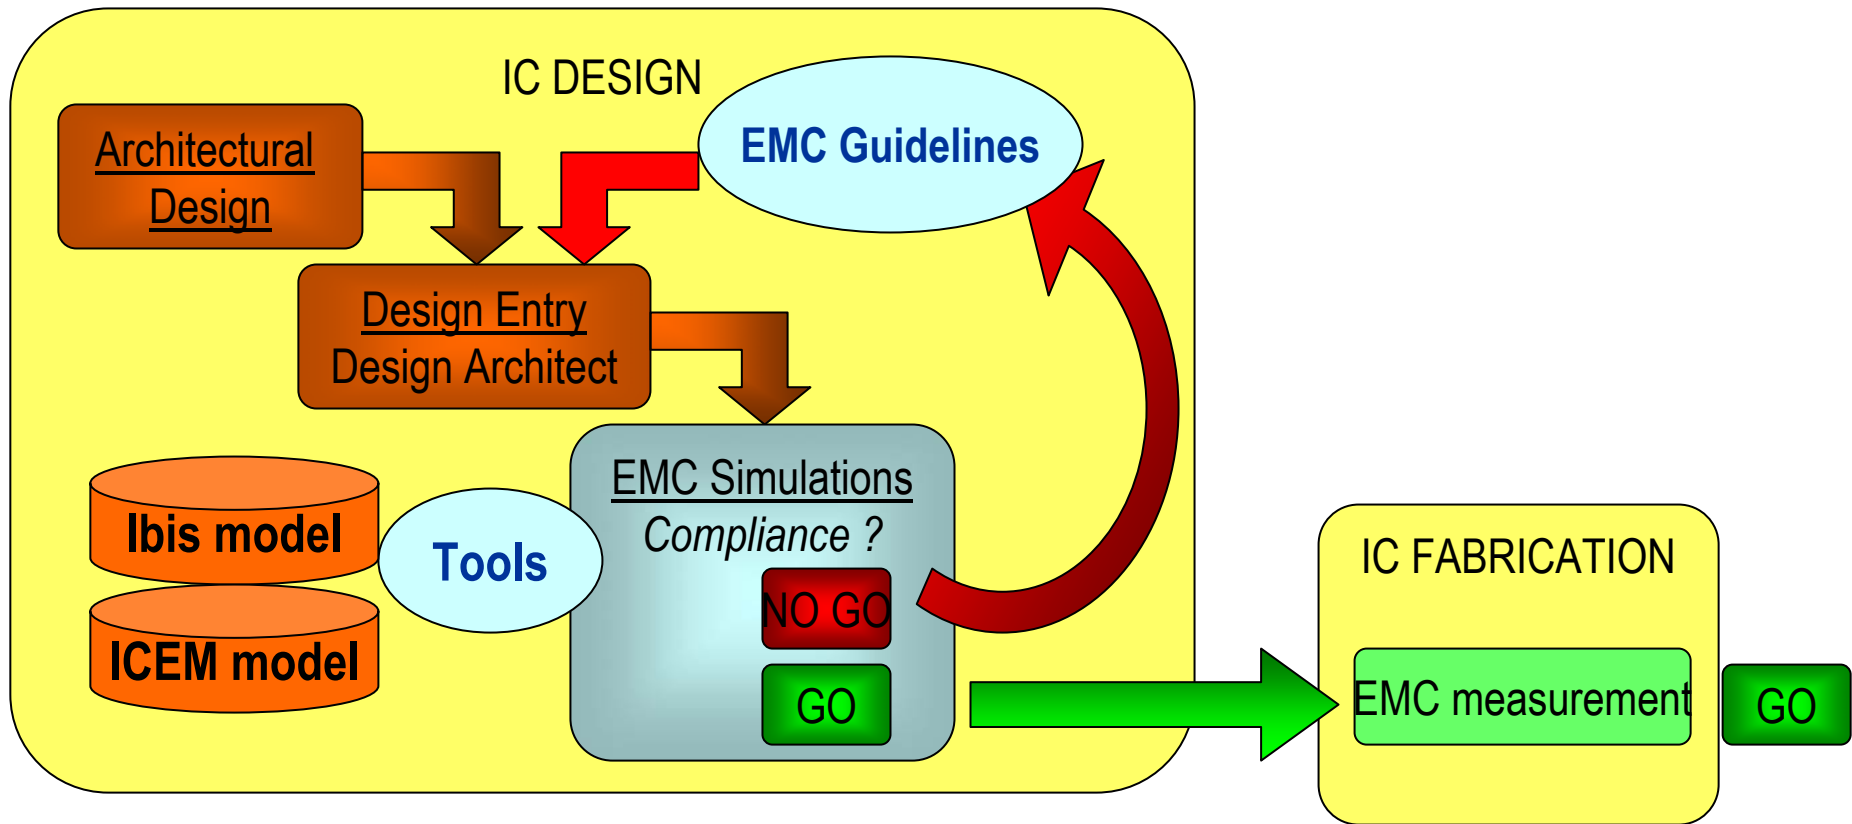 IC DESIGN
EMC Guidelines
Architectural
Design
Design Entry
Design Architect
EMC Simulations
Compliance ?
NO GO
GO
Tools
Ibis model
ICEM model
IC FABRICATION
EMC measurement
GO